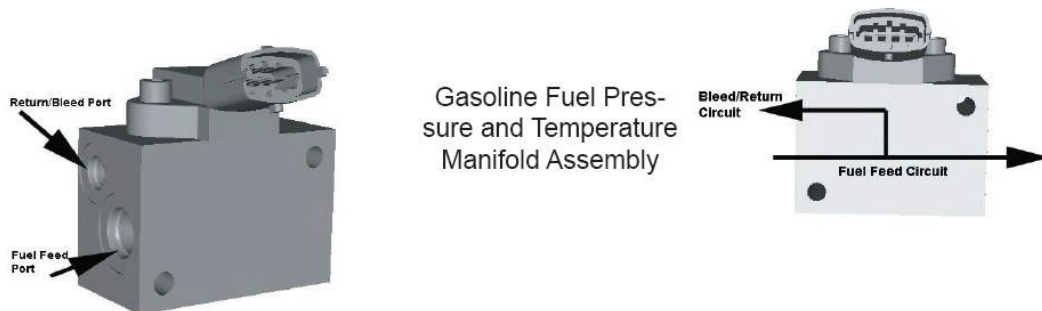 Return/Bleed Port
Fuel Feed
Port
Gasoline Fuel Pres-
sure and Temperature
Manifold Assembly
Bleed/Return
Circuit
Fuel Feed Circuit